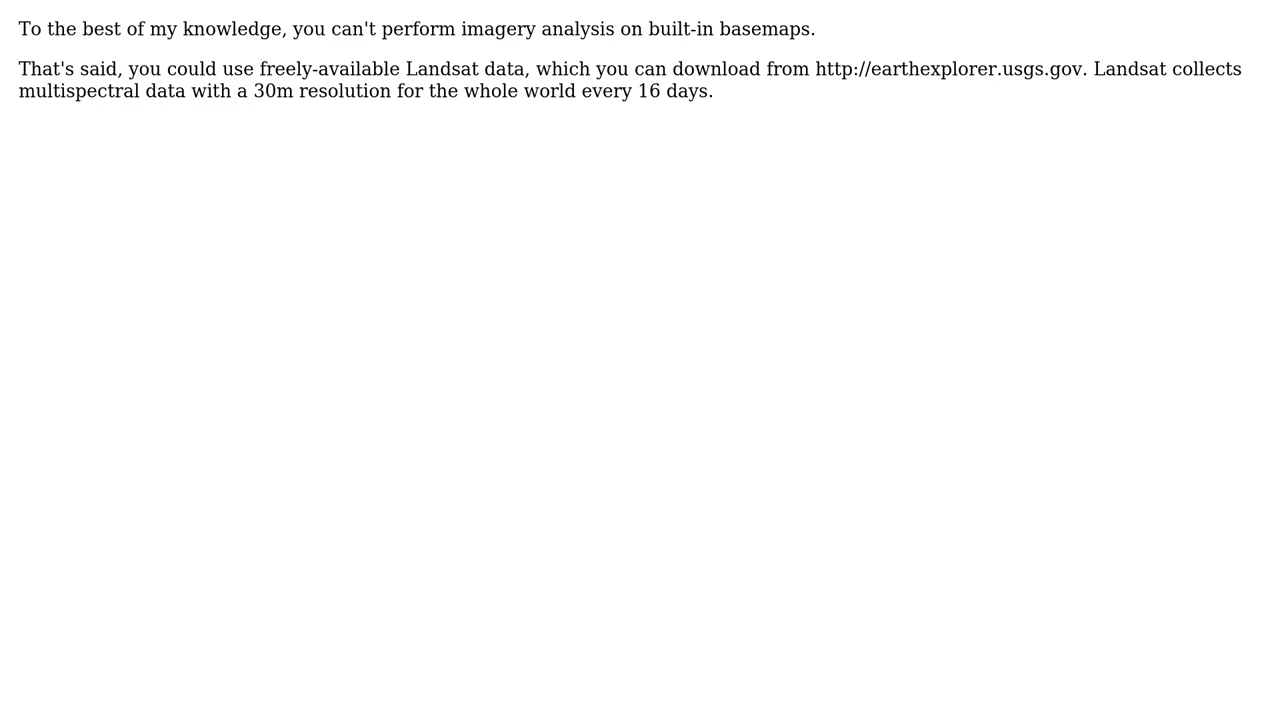 To the best of my knowledge, you can't perform imagery analysis on built-in basemaps.
That's said, you could use freely-available Landsat data, which you can download from http://earthexplorer.usgs.gov. Landsat collects
multispectral data with a 30m resolution for the whole world every 16 days.